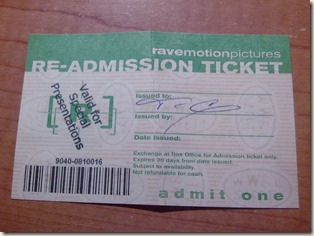 ravemotionpictures
RE-ADMISSION TICKET
Valid for
Special
Presentations
Issued to:
Issued by:
Date Issued:
Exchange at Box Office for Admission ticket only.
Expires 30 days from date issued.
Subject to availability.
Not refundable for cash.
9040-0810016
admit one